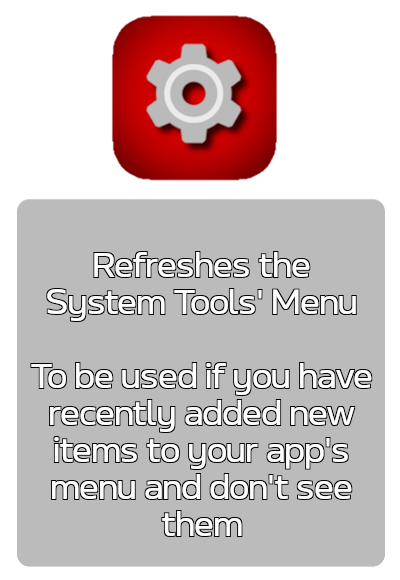 Refreshes the
System Tools' Menu
To be used if you have
recently added new
items to your app's
menu and don't see
them